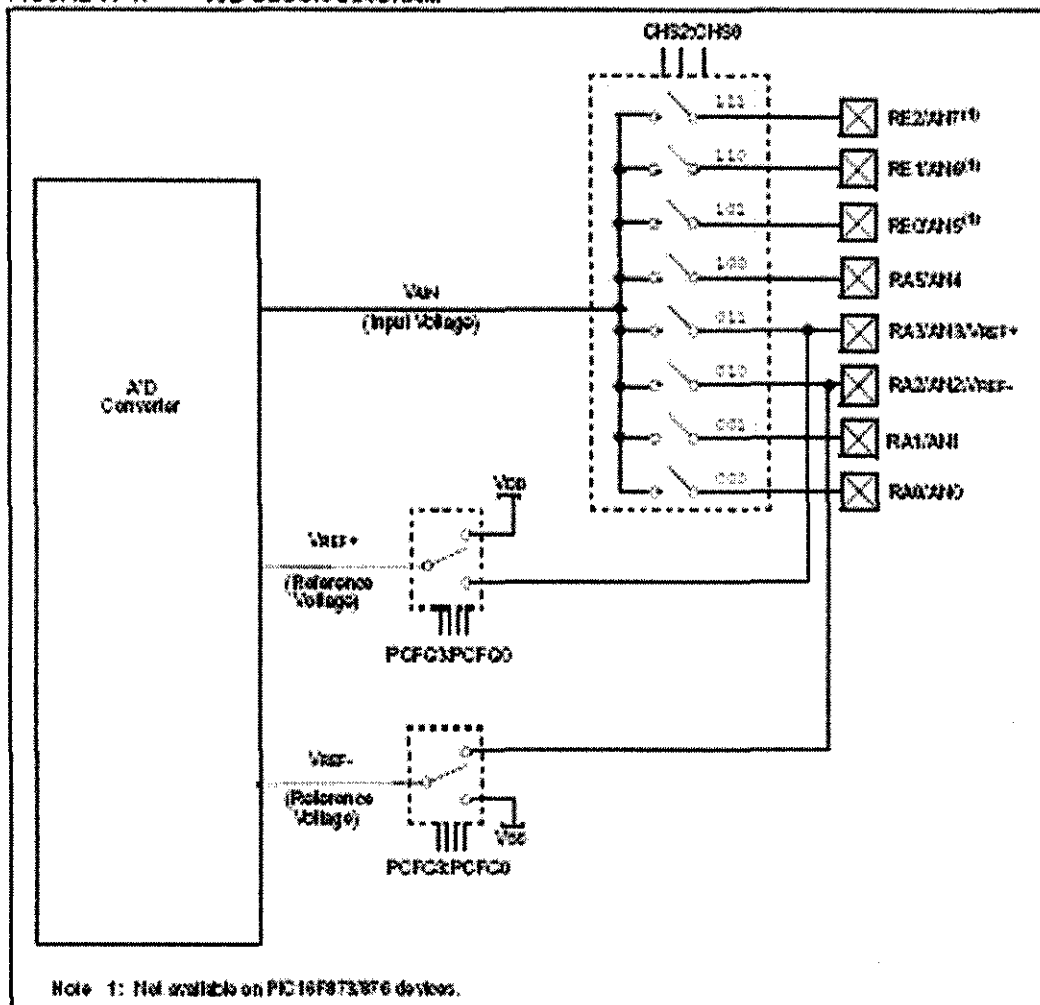 CHS2:CHS0
111
RE2/AN7(1)
110
RE1/AN6(1)
101
RE0/AN5(1)
100
RA5/AN4
VAIN
(Input Voltage)
011
RA3/AN3/VREF+
010
RA2/AN2/VREF-
A/D
Converter
001
RA1/AN1
000
RA0/AN0
VDD
VREF+
(Reference
Voltage)
PCFG3:PCFG0
VREF-
(Reference
Voltage)
PCFG3:PCFG0
Note 1: Not available on PIC16F873/876 devices.